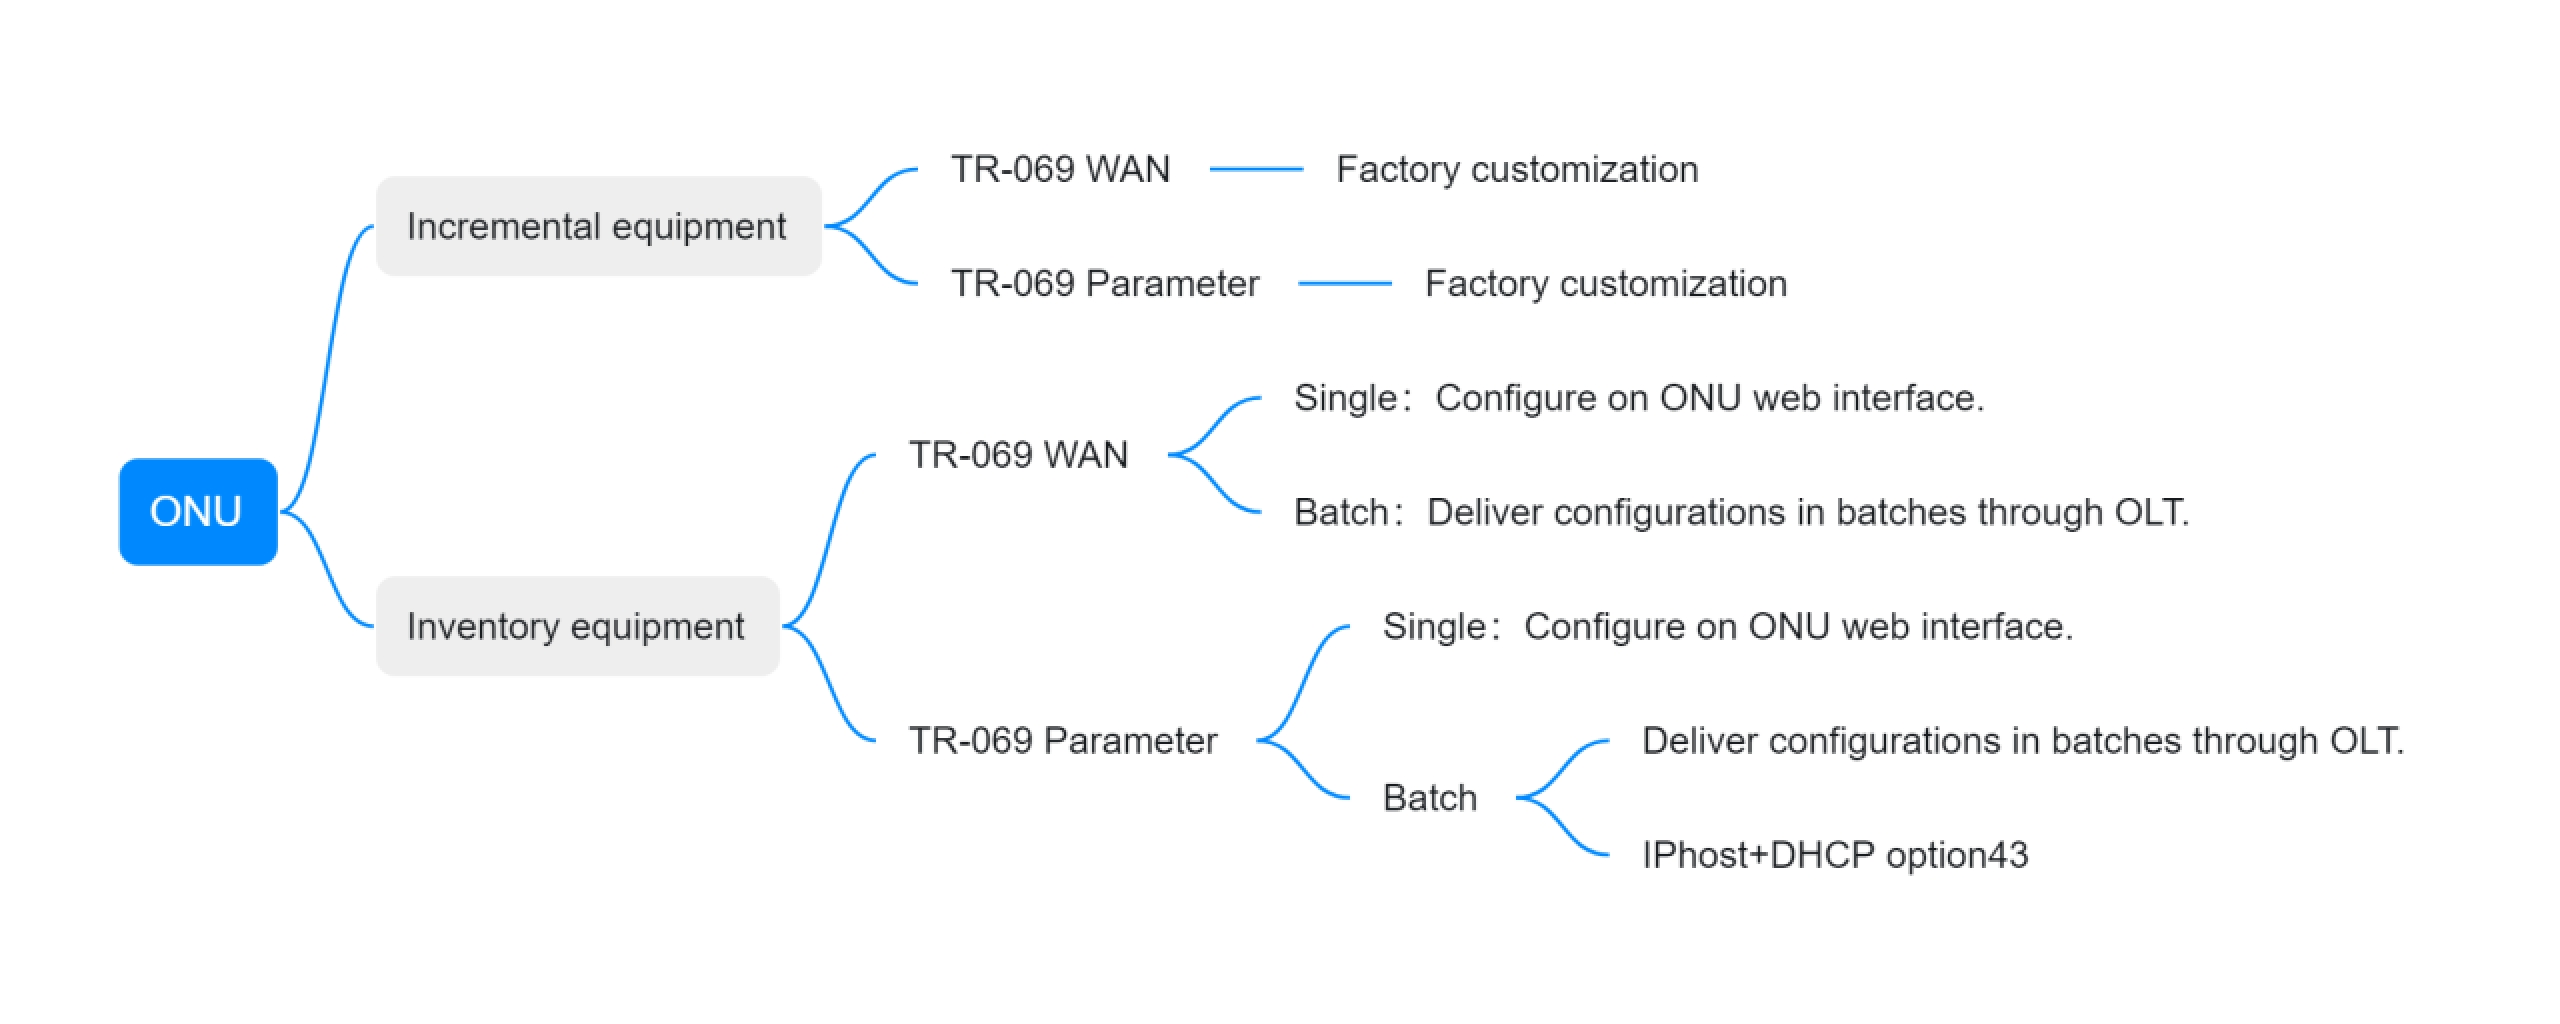 ONU
Incremental equipment
TR-069 WAN
Factory customization
TR-069 Parameter
Factory customization
Inventory equipment
TR-069 WAN
Single：Configure on ONU web interface.
Batch：Deliver configurations in batches through OLT.
TR-069 Parameter
Single：Configure on ONU web interface.
Batch
Deliver configurations in batches through OLT.
IPhost+DHCP option43